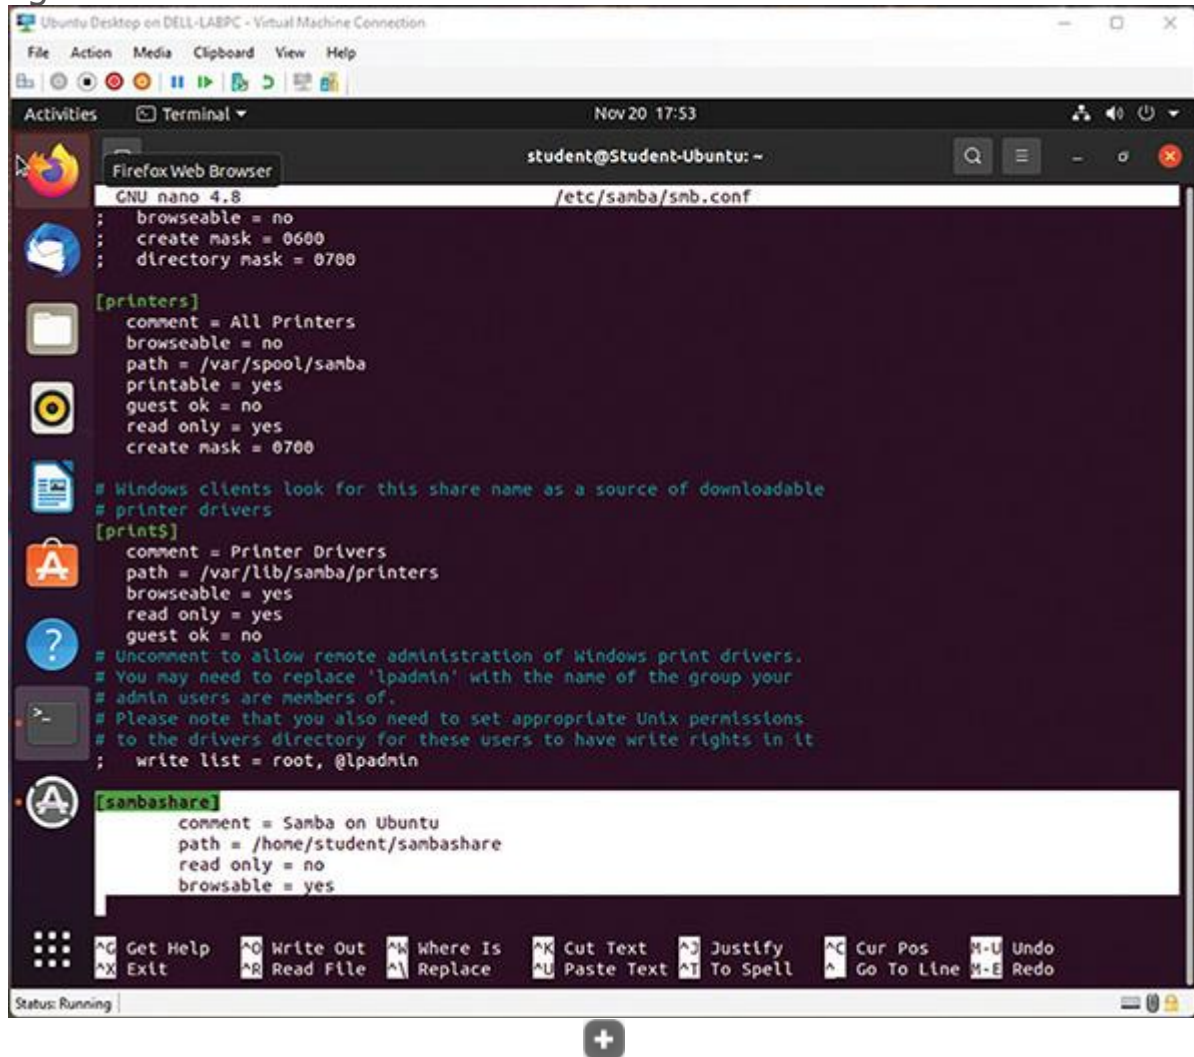 Ubuntu Desktop on DELL-LABPC - Virtual Machine Connection
File Action Media Clipboard View Help
Activities Terminal Nov 20 17:53
student@Student-Ubuntu: ~
Firefox Web Browser
GNU nano 4.8 /etc/samba/smb.conf
; browseable = no
; create mask = 0600
; directory mask = 0700
[printers]
comment = All Printers
browseable = no
path = /var/spool/samba
printable = yes
guest ok = no
read only = yes
create mask = 0700
# Windows clients look for this share name as a source of downloadable
# printer drivers
[print$]
comment = Printer Drivers
path = /var/lib/samba/printers
browseable = yes
read only = yes
guest ok = no
# Uncomment to allow remote administration of Windows print drivers.
# You may need to replace 'lpadmin' with the name of the group your
# admin users are members of.
# Please note that you also need to set appropriate Unix permissions
# to the drivers directory for these users to have write rights in it
; write list = root, @lpadmin
[sambashare]
comment = Samba on Ubuntu
path = /home/student/sambashare
read only = no
browsable = yes
^G Get Help ^O Write Out ^W Where Is ^K Cut Text ^J Justify ^C Cur Pos M-U Undo
^X Exit ^R Read File ^\ Replace ^U Paste Text ^T To Spell ^_ Go To Line M-E Redo
Status: Running